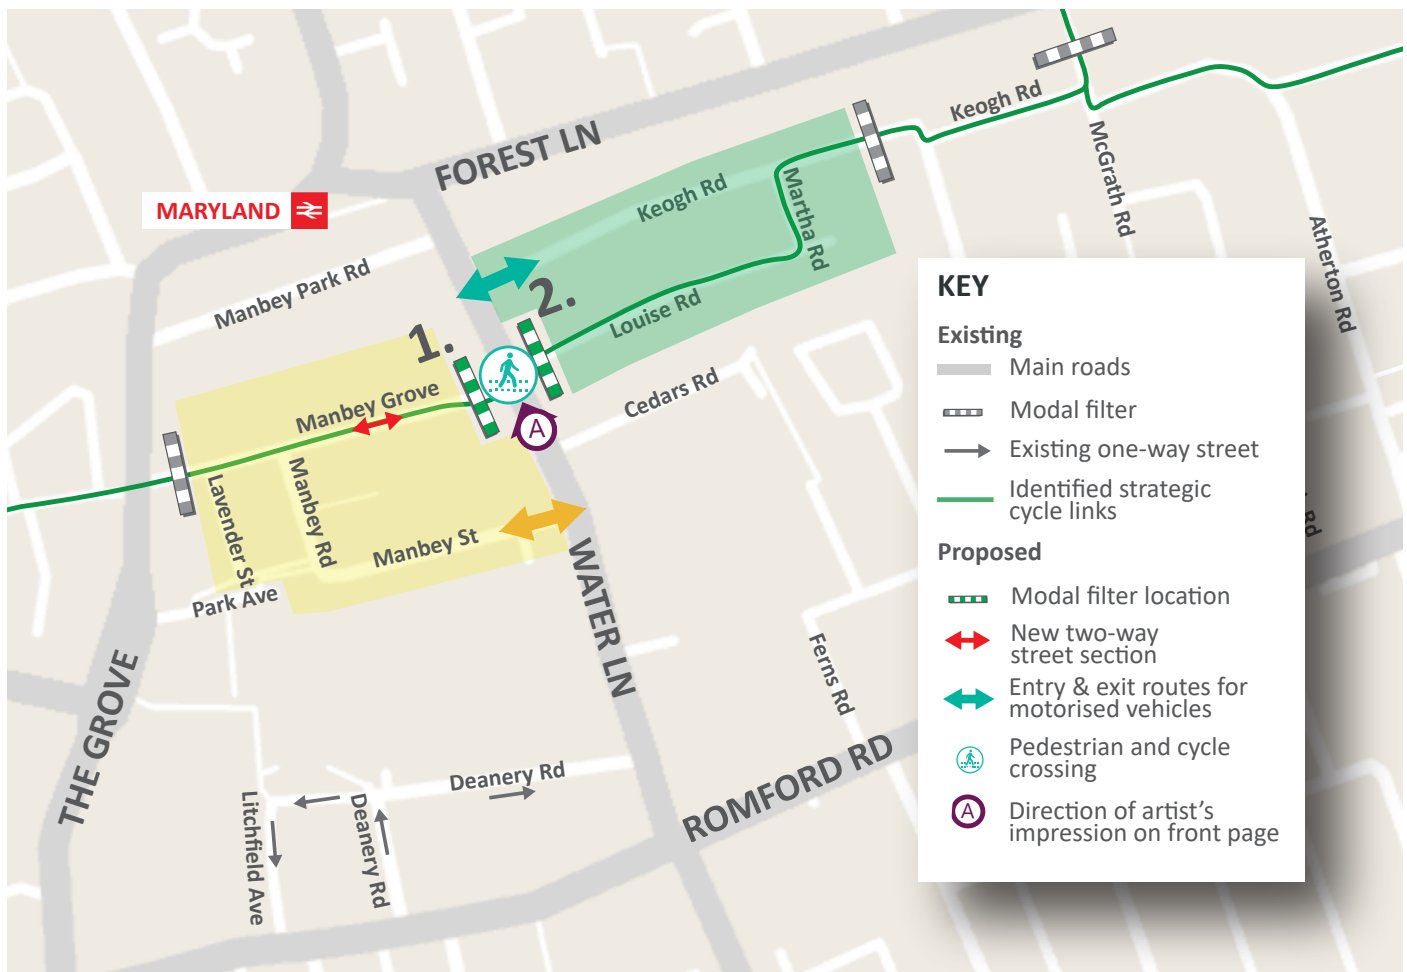 FOREST LN
Keogh Rd
McGrath Rd
Atherton Rd
MARYLAND
Keogh Rd
Martha Rd
Manbey Park Rd
2.
Louise Rd
1.
Manbey Grove
Cedars Rd
A
Lavender St
Manbey Rd
Manbey St
Park Ave
WATER LN
THE GROVE
Ferns Rd
ROMFORD RD
Deanery Rd
Deanery Rd
Litchfield Ave
Rd
KEY
Existing
Main roads
Modal filter
Existing one-way street
Identified strategic
cycle links
Proposed
Modal filter location
New two-way
street section
Entry & exit routes for
motorised vehicles
Pedestrian and cycle
crossing
A
Direction of artist's
impression on front page